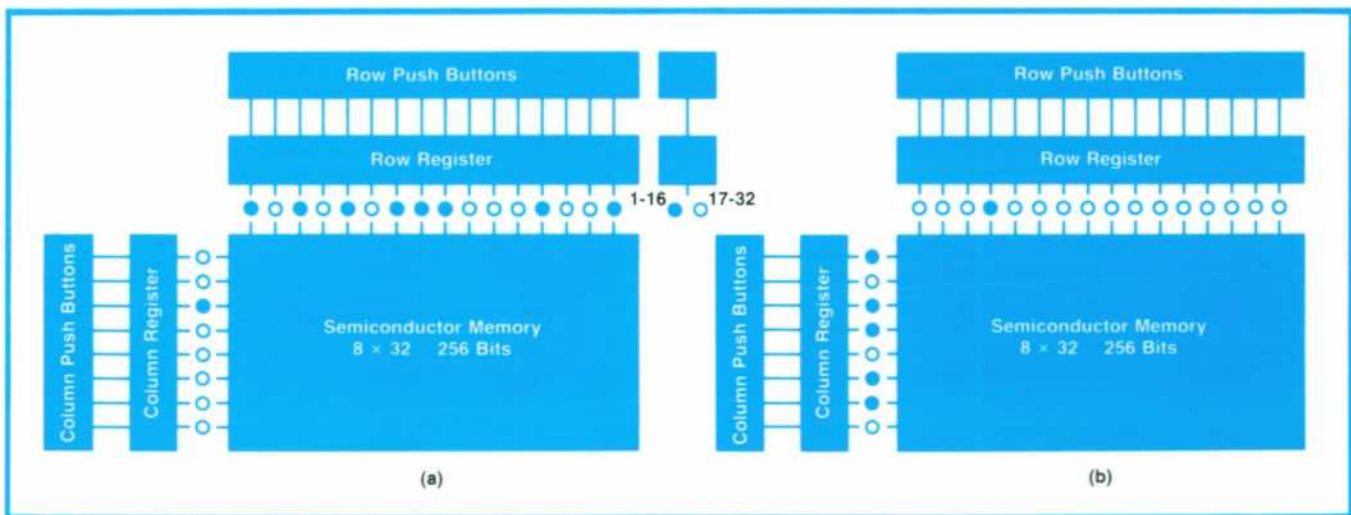 Row Push Buttons
Row Register
1-16
17-32
Column Push Buttons
Column Register
Semiconductor Memory
8 × 32 256 Bits
(a)
Row Push Buttons
Row Register
Column Push Buttons
Column Register
Semiconductor Memory
8 × 32 256 Bits
(b)